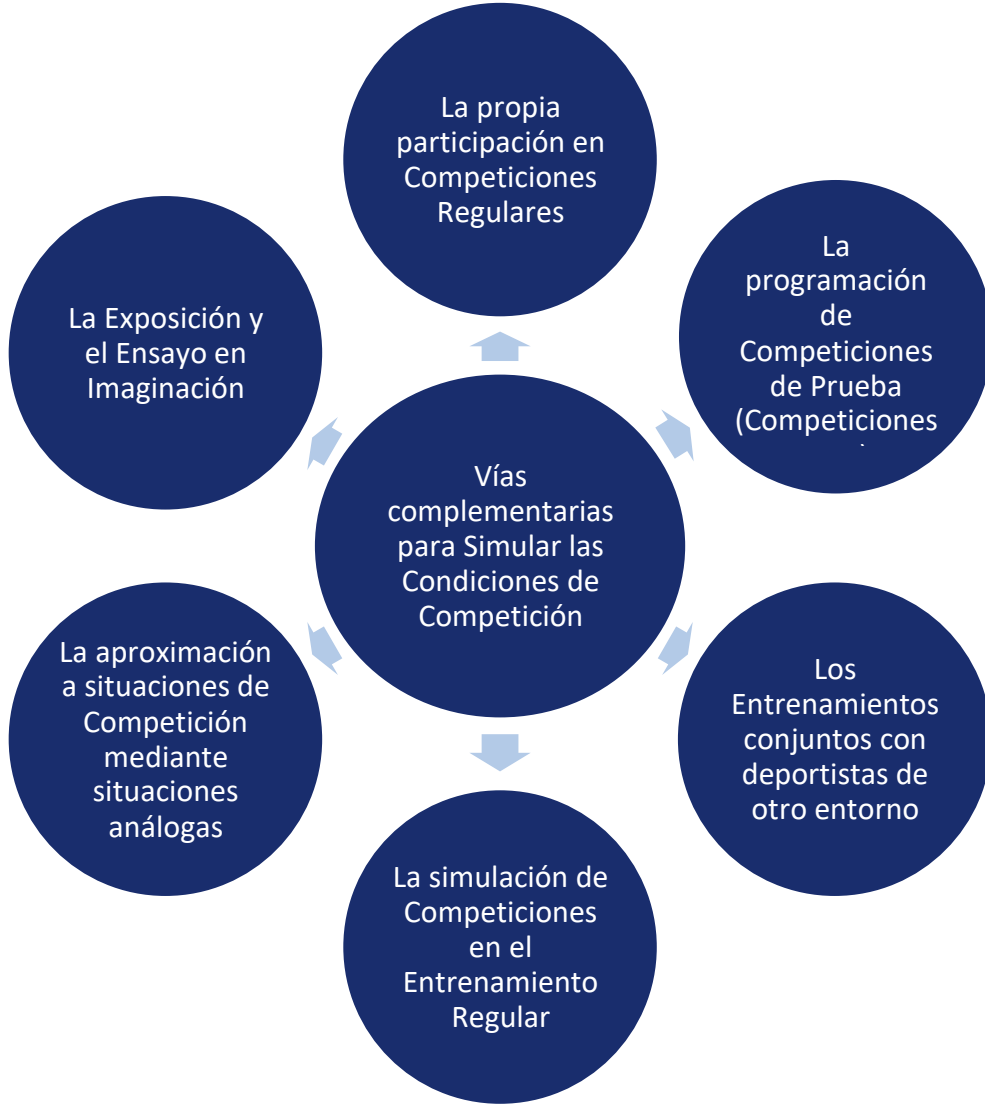 La propia
participación en
Competiciones
Regulares
La
programación
de
Competiciones
de Prueba
(Competiciones
Los
Entrenamientos
conjuntos con
deportistas de
otro entorno
La simulación de
Competiciones
en el
Entrenamiento
Regular
La aproximación
a situaciones de
Competición
mediante
situaciones
análogas
La Exposición y
el Ensayo en
Imaginación
Vías
complementarias
para Simular las
Condiciones de
Competición